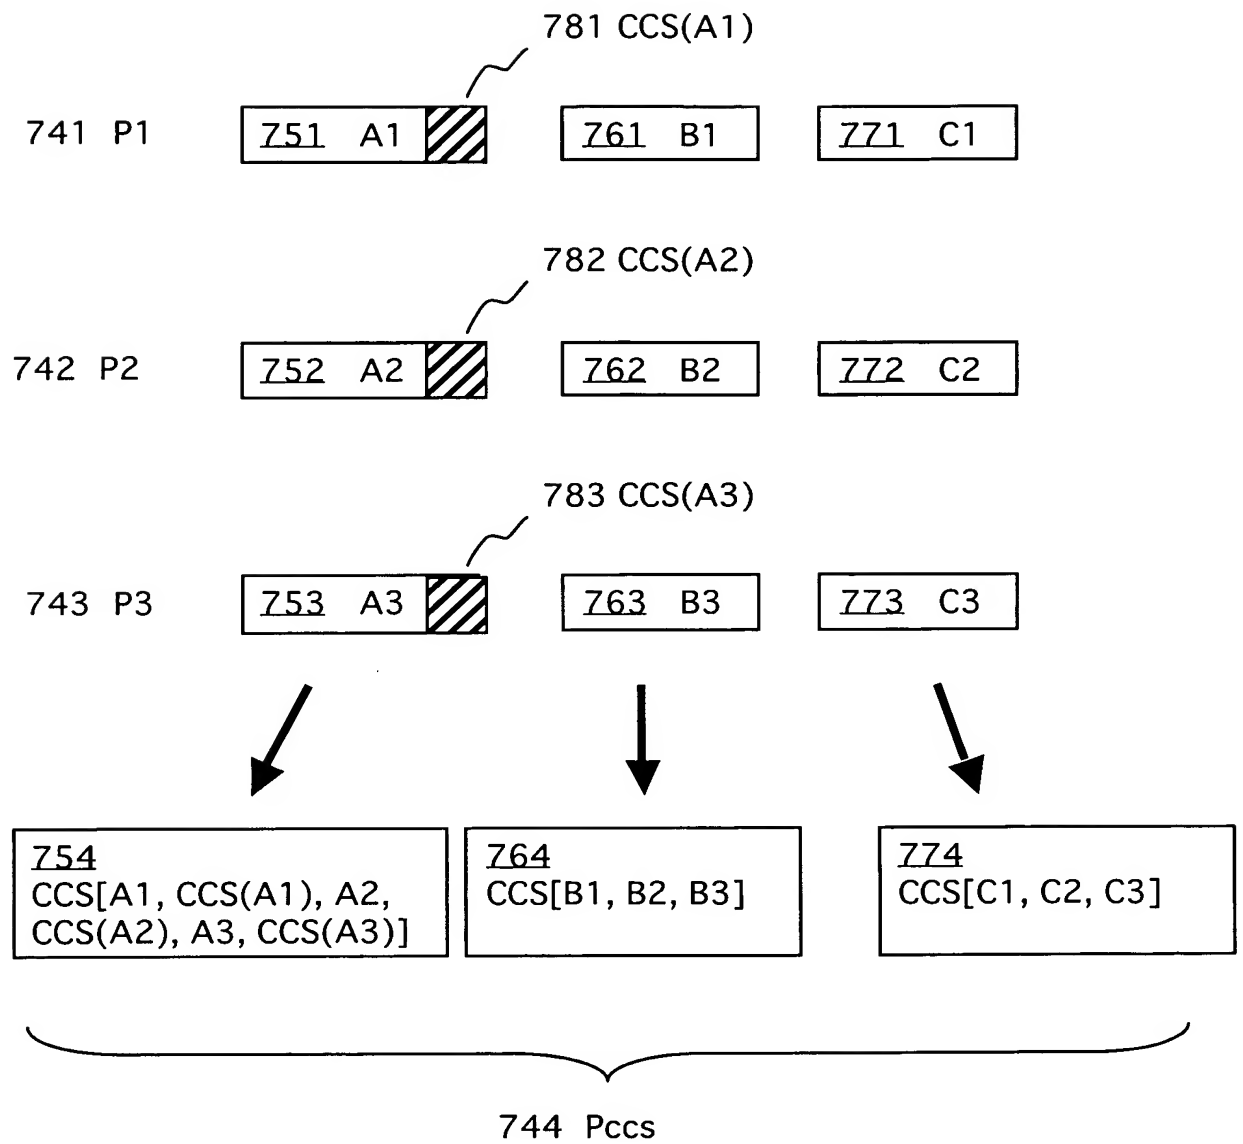 781 CCS(A1)
741 P1
751 A1
761 B1
771 C1
782 CCS(A2)
742 P2
752 A2
762 B2
772 C2
783 CCS(A3)
743 P3
753 A3
763 B3
773 C3
754
CCS[A1, CCS(A1), A2,
CCS(A2), A3, CCS(A3)]
764
CCS[B1, B2, B3]
774
CCS[C1, C2, C3]
744 Pccs